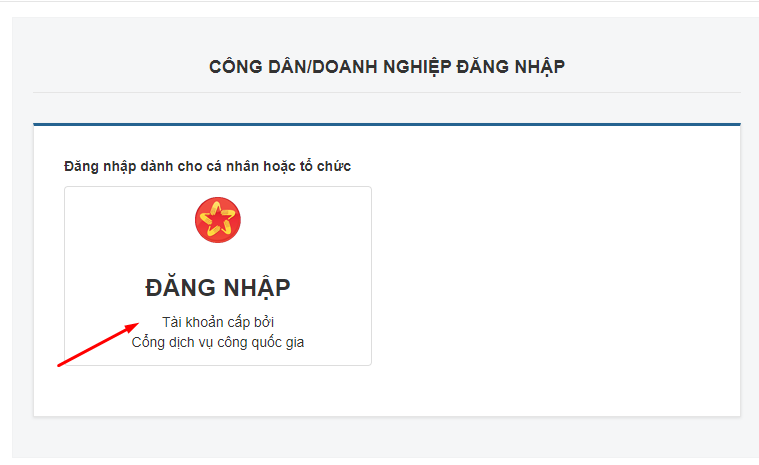 CÔNG DÂN/DOANH NGHIỆP ĐĂNG NHẬP
Đăng nhập dành cho cá nhân hoặc tổ chức
ĐĂNG NHẬP
Tài khoản cấp bởi
Cổng dịch vụ công quốc gia